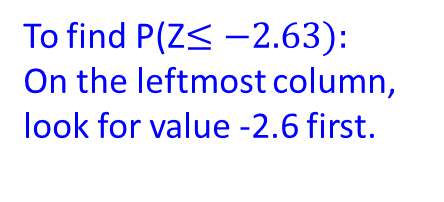 To find P(Z≤ −2.63):
On the leftmost column,
look for value -2.6 first.